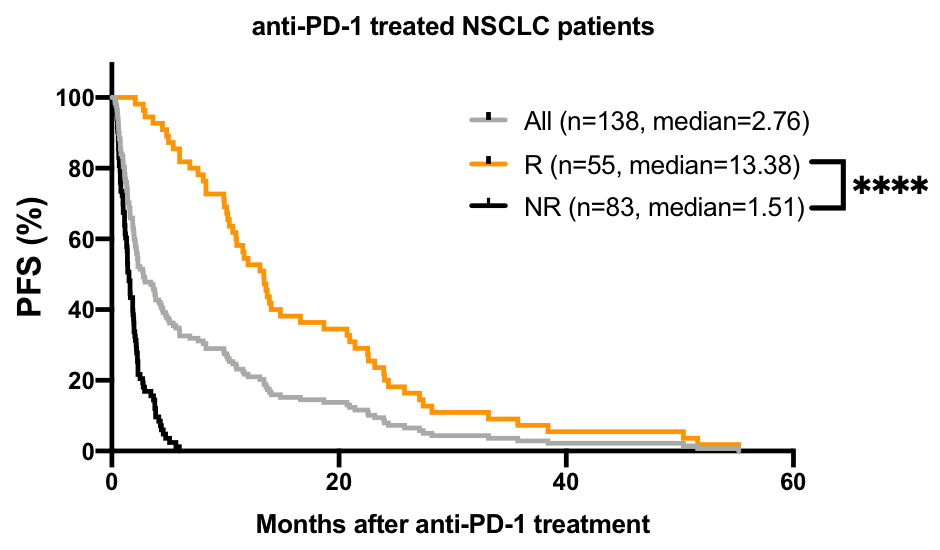 anti-PD-1 treated NSCLC patients
All (n=138, median=2.76)
R (n=55, median=13.38)
NR (n=83, median=1.51)
****
PFS (%)
100
80
60
40
20
0
0 20 40 60
Months after anti-PD-1 treatment